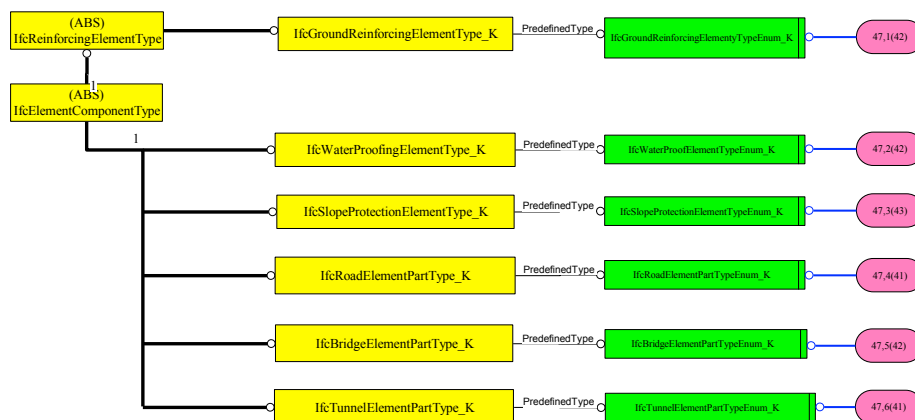 (ABS)
IfcReinforcingElementType
IfcGroundReinforcingElementType_K
PredefinedType
IfcGroundReinforcingElementyTypeEnum_K
47,1(42)
1
(ABS)
IfcElementComponentType
1
IfcWaterProofingElementType_K
PredefinedType
IfcWaterProofElementTypeEnum_K
47,2(42)
IfcSlopeProtectionElementType_K
PredefinedType
IfcSlopeProtectionElementTypeEnum_K
47,3(43)
IfcRoadElementPartType_K
PredefinedType
IfcRoadElementPartTypeEnum_K
47,4(41)
IfcBridgeElementPartType_K
PredefinedType
IfcBridgeElementPartTypeEnum_K
47,5(42)
IfcTunnelElementPartType_K
PredefinedType
IfcTunnelElementPartTypeEnum_K
47,6(41)